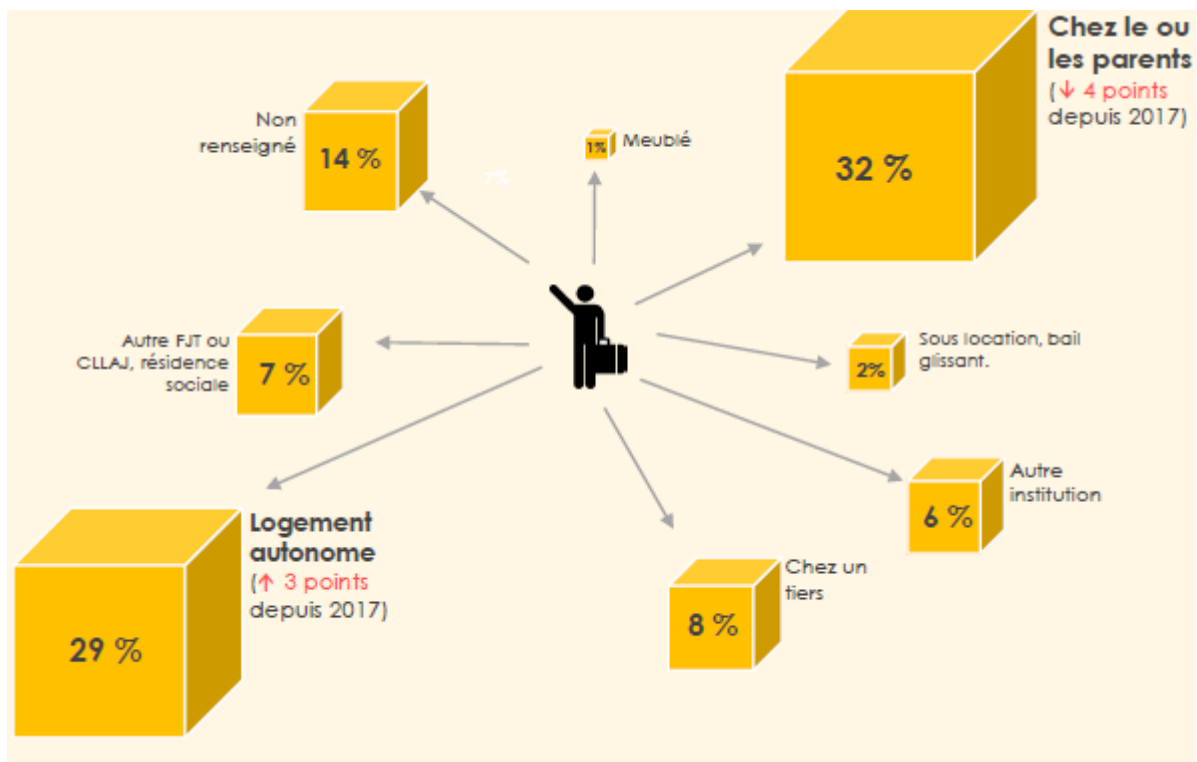 Chez le ou
les parents
(↓ 4 points
depuis 2017)
32 %
Non
renseigné
14 %
7%
1%
Meublé
Autre FJT ou
CLLAJ, résidence
sociale
7 %
Sous location, bail
glissant.
2%
Autre
institution
6 %
Logement
autonome
(↑ 3 points
depuis 2017)
29 %
Chez un
tiers
8 %